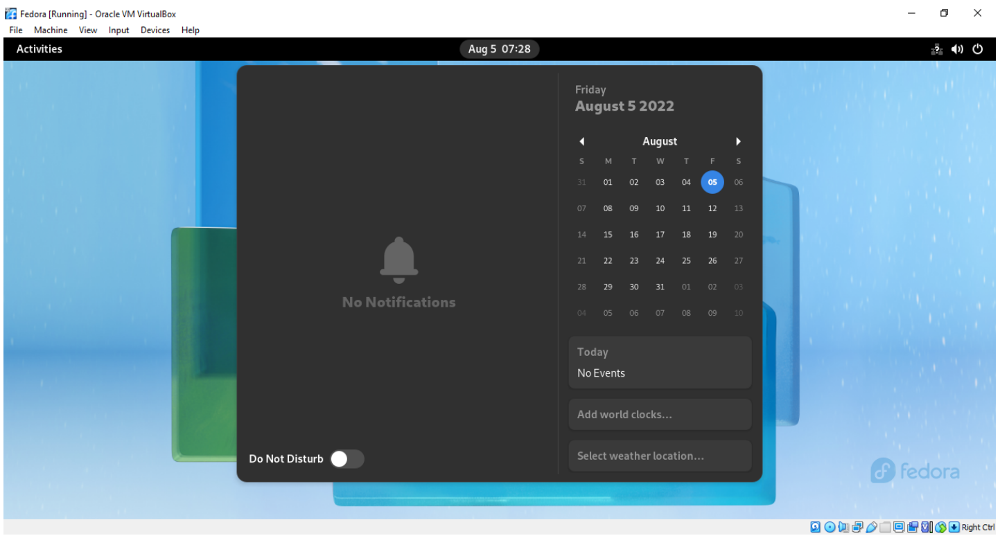 Fedora [Running] - Oracle VM VirtualBox
File Machine View Input Devices Help
Activities
Aug 5 07:28
?
Friday
August 5 2022
August
S M T W T F S
31 01 02 03 04 05 06
07 08 09 10 11 12 13
14 15 16 17 18 19 20
21 22 23 24 25 26 27
28 29 30 31 01 02 03
04 05 06 07 08 09 10
No Notifications
Today
No Events
Add world clocks...
Select weather location...
Do Not Disturb
fedora
Right Ctrl